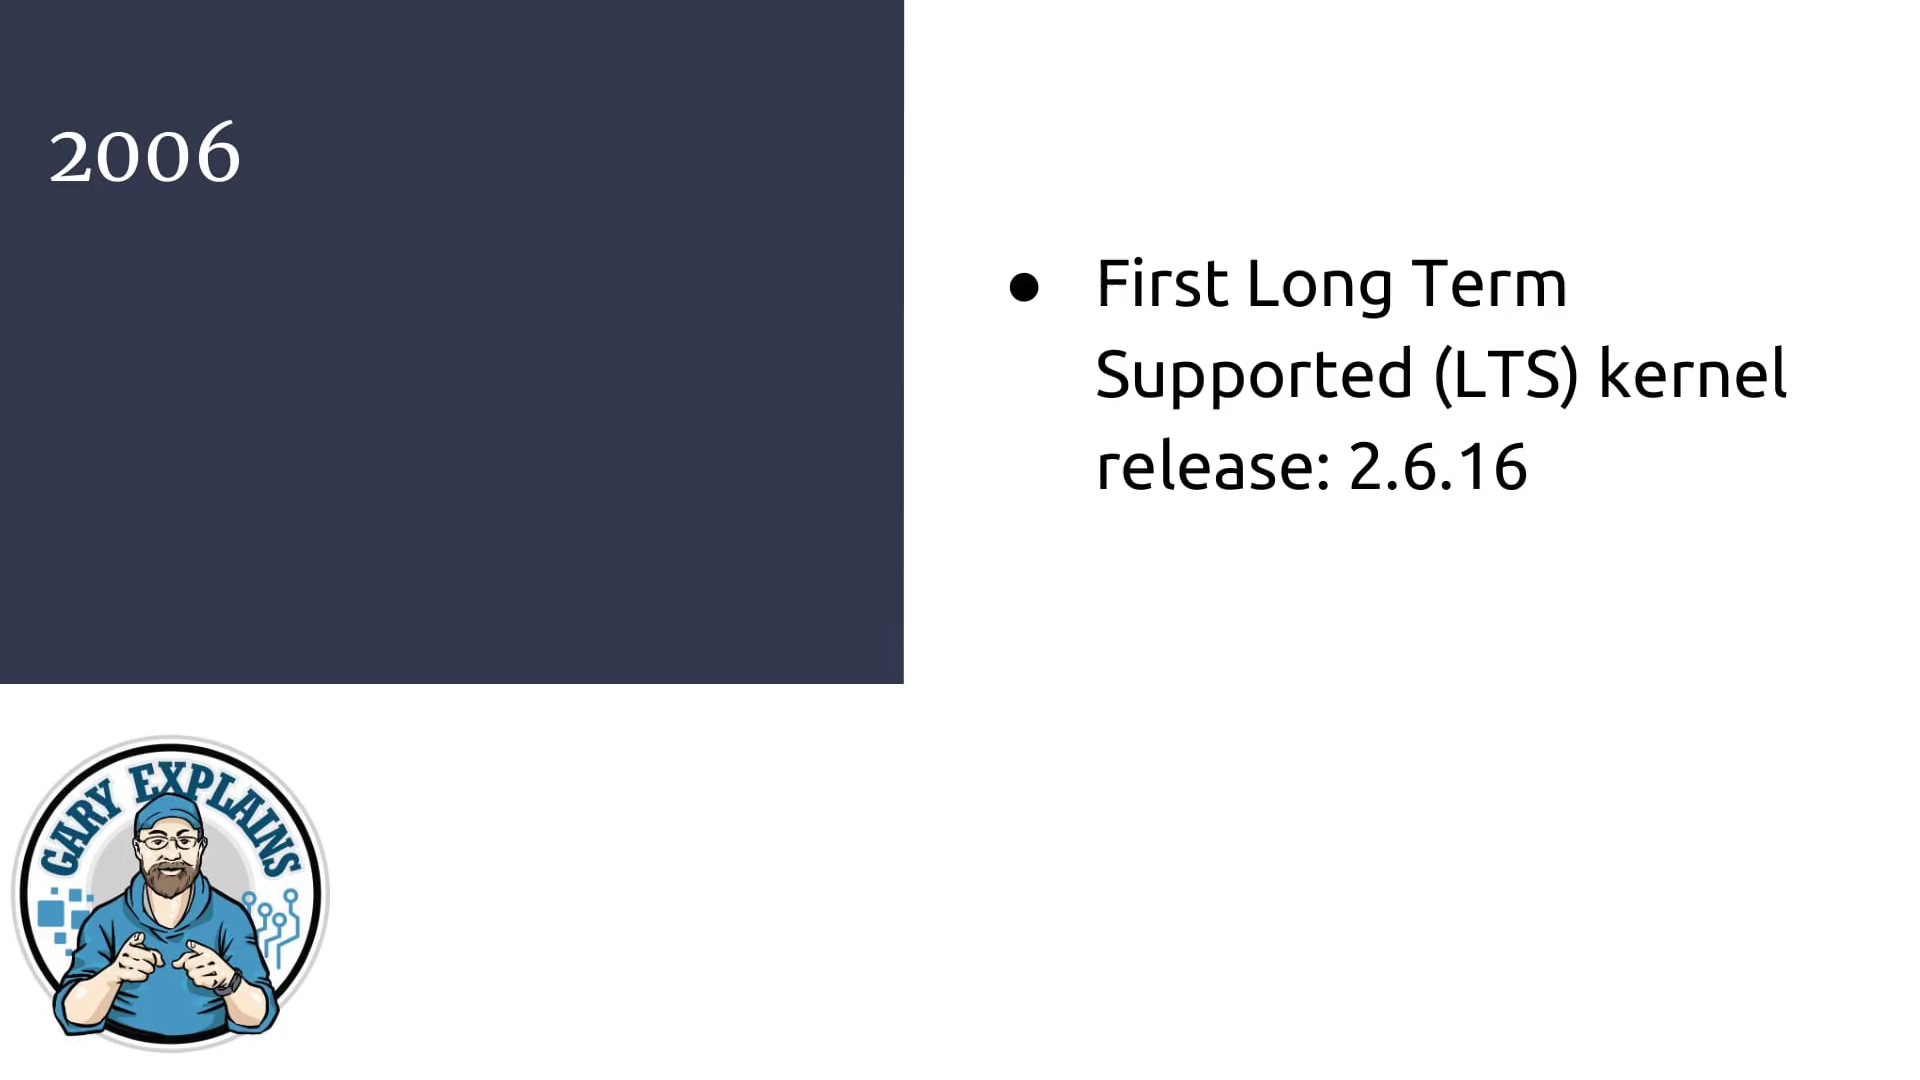 2006
● First Long Term
Supported (LTS) kernel
release: 2.6.16
GARY EXPLAINS